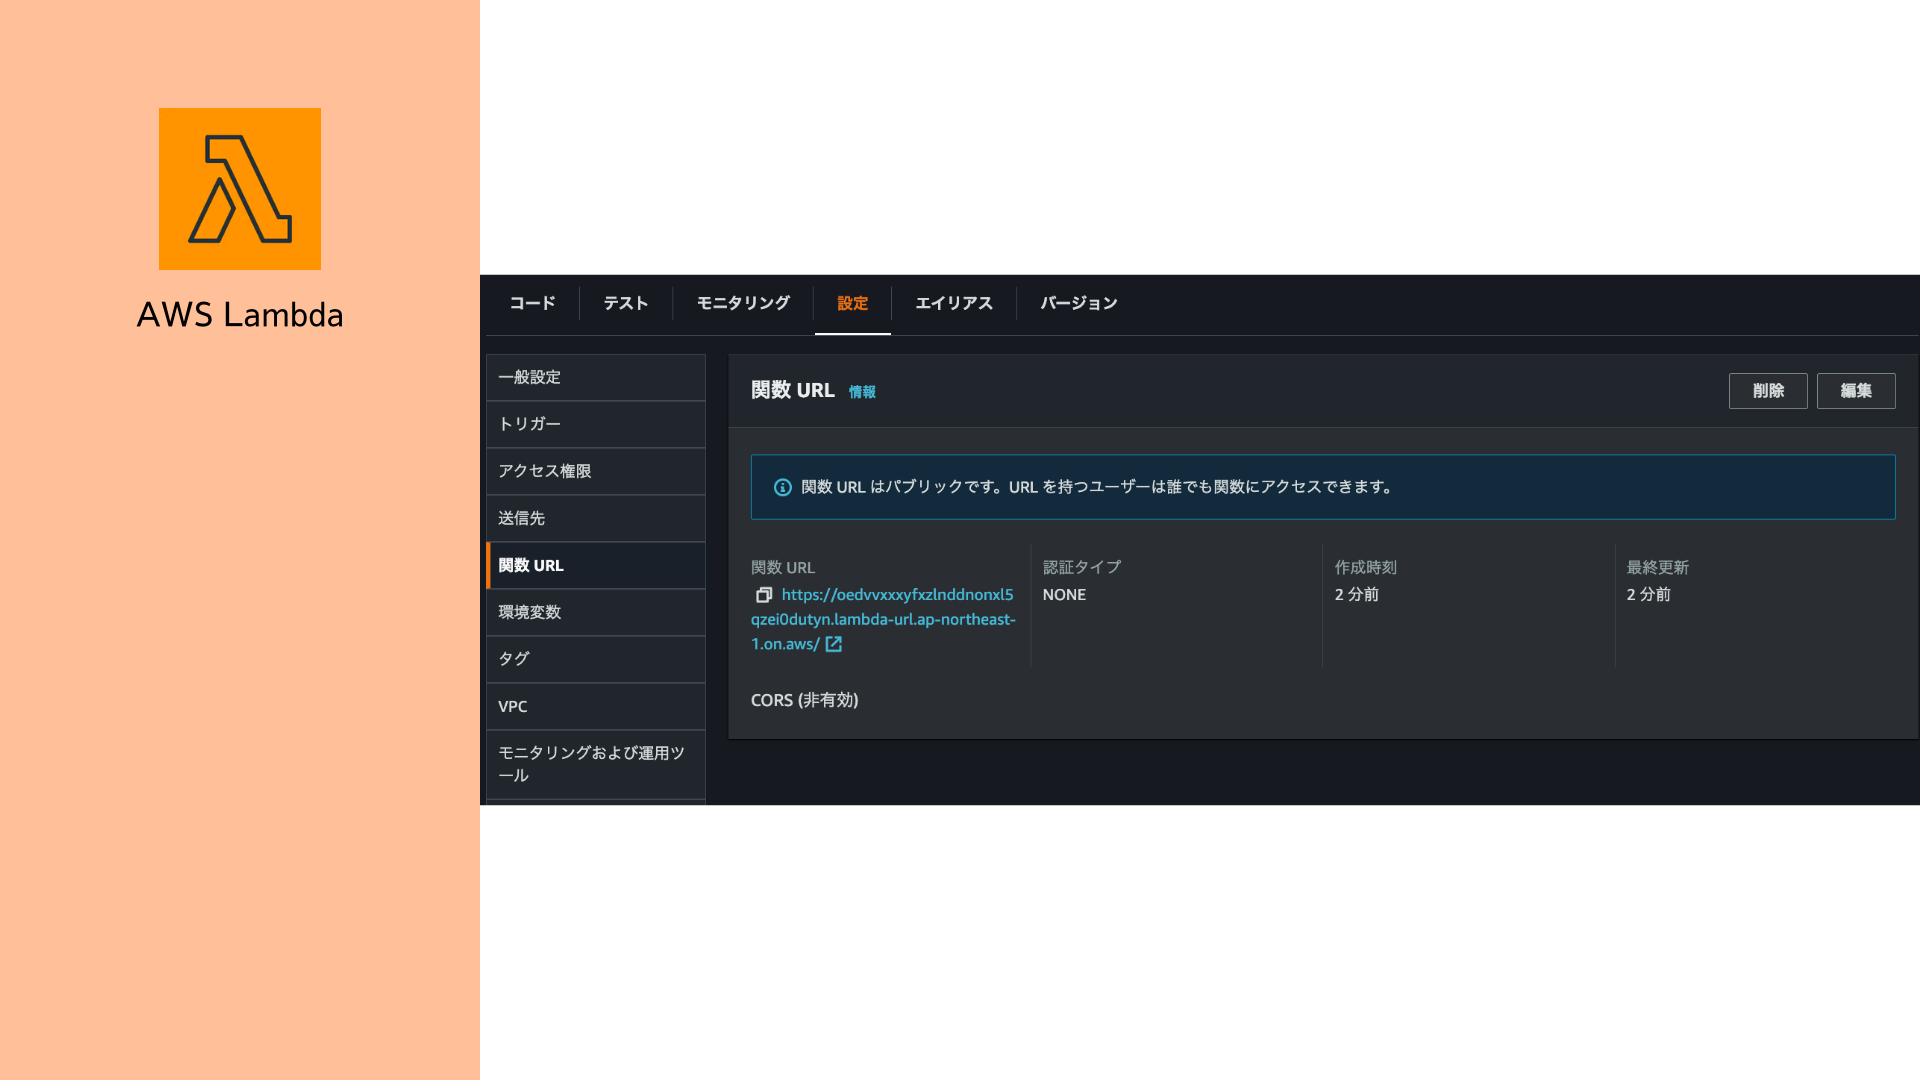 AWS Lambda
コード
テスト
モニタリング
設定
エイリアス
バージョン
一般設定
トリガー
アクセス権限
送信先
関数 URL
環境変数
タグ
VPC
モニタリングおよび運用ツ
ール
関数 URL 情報
削除
編集
関数 URL はパブリックです。URL を持つユーザーは誰でも関数にアクセスできます。
関数 URL
https://oedvvxxxyfxzlnddnonxl5
qzei0dutyn.lambda-url.ap-northeast-
1.on.aws/
認証タイプ
NONE
作成時刻
2 分前
最終更新
2 分前
CORS (非有効)